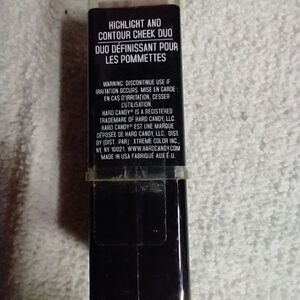 HIGHLIGHT AND
CONTOUR CHEEK DUO
DUO DÉFINISSANT POUR
LES POMMETTES
WARNING: DISCONTINUE USE IF
IRRITATION OCCURS. MISE EN GARDE :
EN CAS D'IRRITATION, CESSER
L'UTILISATION.
HARD CANDY® IS A REGISTERED
TRADEMARK OF HARD CANDY, LLC.
HARD CANDY® EST UNE MARQUE
DÉPOSÉE DE HARD CANDY, LLC. DIST.
BY (DIST. PAR) : XTREME COLOR INC.,
NY, NY 10021. WWW.HARDCANDY.COM
MADE IN USA FABRIQUÉ AUX É.U.